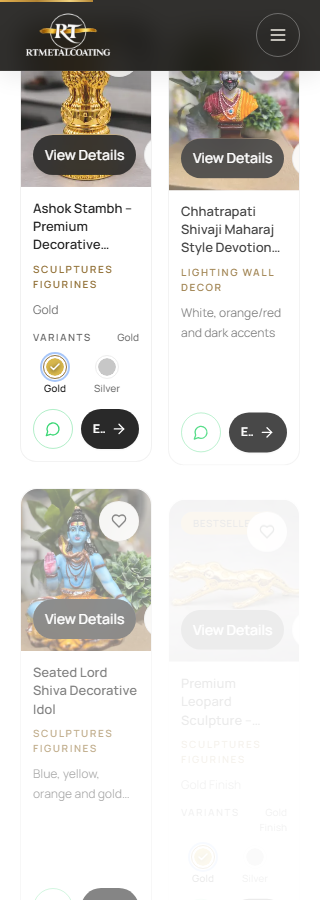 RT
RTMETALCOATING
View Details
Ashok Stambh –
Premium
Decorative…
SCULPTURES
FIGURINES
Gold
VARIANTS Gold
Gold Silver
E..
View Details
Chhatrapati
Shivaji Maharaj
Style Devotion…
LIGHTING WALL
DECOR
White, orange/red
and dark accents
E..
View Details
Seated Lord
Shiva Decorative
Idol
SCULPTURES
FIGURINES
Blue, yellow,
orange and gold…
BESTSELLE
View Details
Premium
Leopard
Sculpture –…
SCULPTURES
FIGURINES
Gold Finish
VARIANTS Gold
Finish
Gold Silver